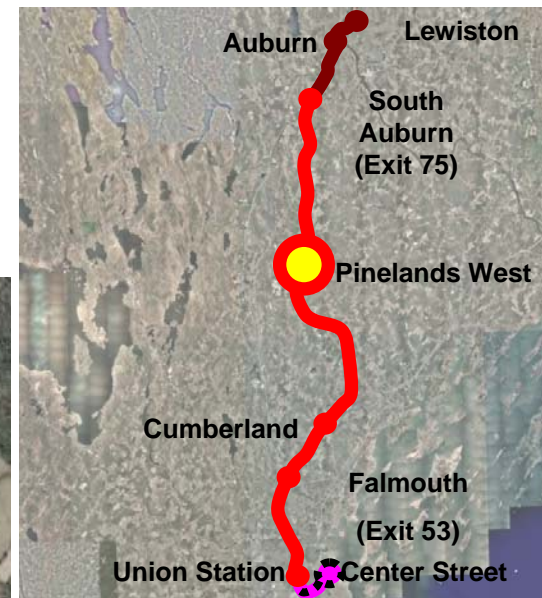 Auburn
Lewiston
South
Auburn
(Exit 75)
Pinelands West
Cumberland
Falmouth
(Exit 53)
Union Station
Center Street